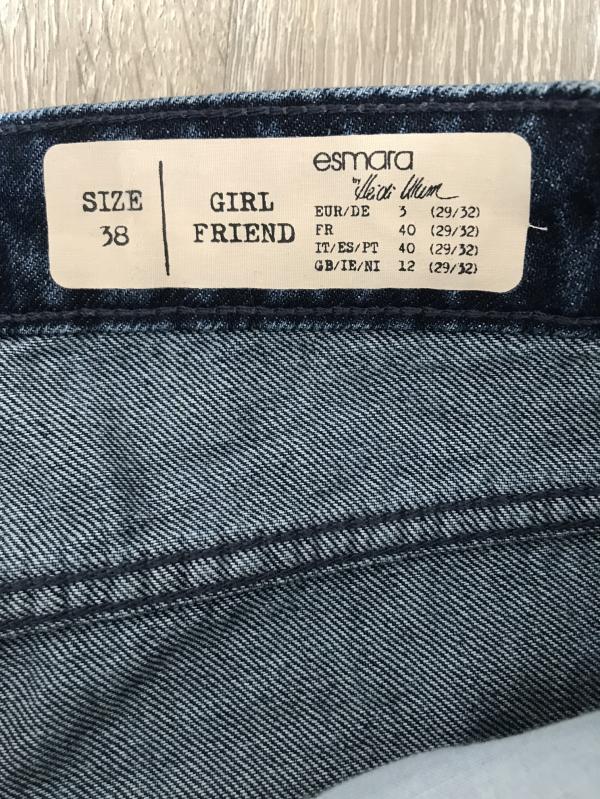 SIZE
38
GIRL
FRIEND
esmara
by Heidi Klum
EUR/DE 3 (29/32)
FR 40 (29/32)
IT/ES/PT 40 (29/32)
GB/IE/NI 12 (29/32)